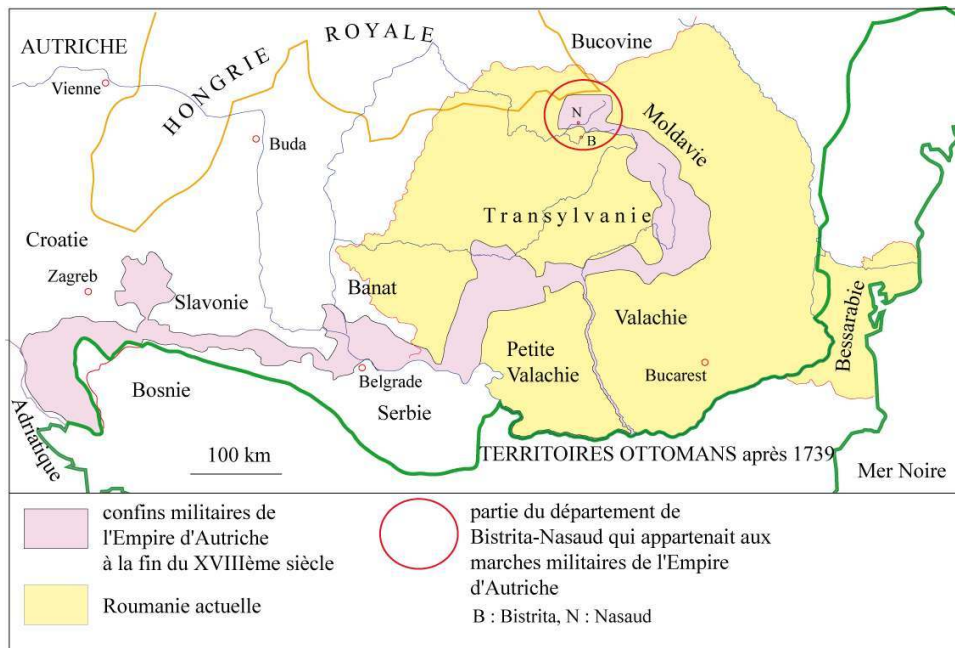 AUTRICHE
Vienne
HONGRIE ROYALE
Buda
Bucovine
N
B
Moldavie
Transylvanie
Croatie
Zagreb
Slavonie
Banat
Valachie
Petite
Valachie
Bucarest
Bessarabie
Bosnie
Belgrade
Serbie
Adriatique
100 km
TERRITOIRES OTTOMANS après 1739
Mer Noire
confins militaires de
l'Empire d'Autriche
à la fin du XVIIIème siècle
Roumanie actuelle
partie du département de
Bistrita-Nasaud qui appartenait aux
marches militaires de l'Empire
d'Autriche
B : Bistrita, N : Nasaud